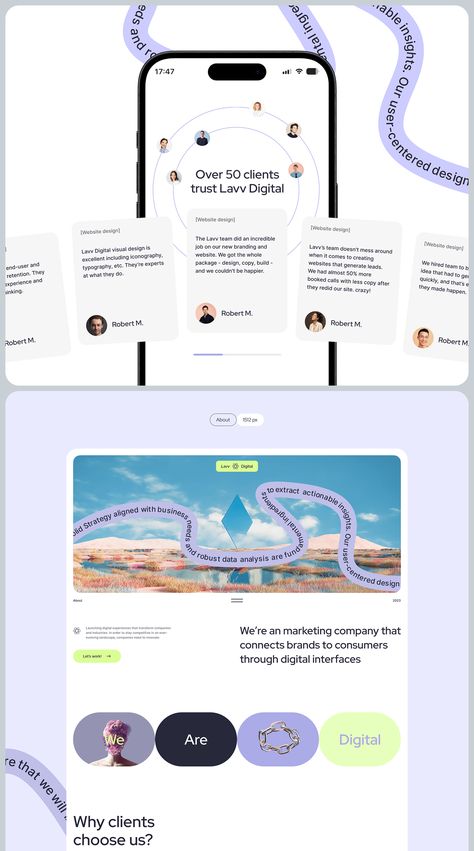 and ro
mental ingre
nable insights. Our user-centered design
17:47
Over 50 clients
trust Lavv Digital
end-user and
retention. They
experience and
inking.
Robert M.
[Website design]
Lavv Digital visual design is
excellent including iconography,
typography, etc. They're experts
at what they do.
Robert M.
[Website design]
The Lavv team did an incredible
job on our new branding and
website. We got the whole
package - design, copy, build -
and we couldn't be happier.
Robert M.
[Website design]
Lavv's team doesn't mess around
when it comes to creating
websites that generate leads.
We had almost 50% more
booked calls with less copy after
they redid our site. crazy!
Robert M.
[Website design]
We hired team to b
idea that had to ge
quickly, and that's e
they made happen.
Robert M.
About
1512 px
Lavv Digital
olid Strategy aligned with business needs and robust data analysis are fundamental ingredients to extract actionable insights. Our user-centered design
About
2023
Launching digital experiences that transform companies
and industries. In order to stay competitive in an ever-
evolving landscape, companies need to innovate
Let's work!
We're an marketing company that
connects brands to consumers
through digital interfaces
We
Are
Digital
re that we will
Why clients
choose us?